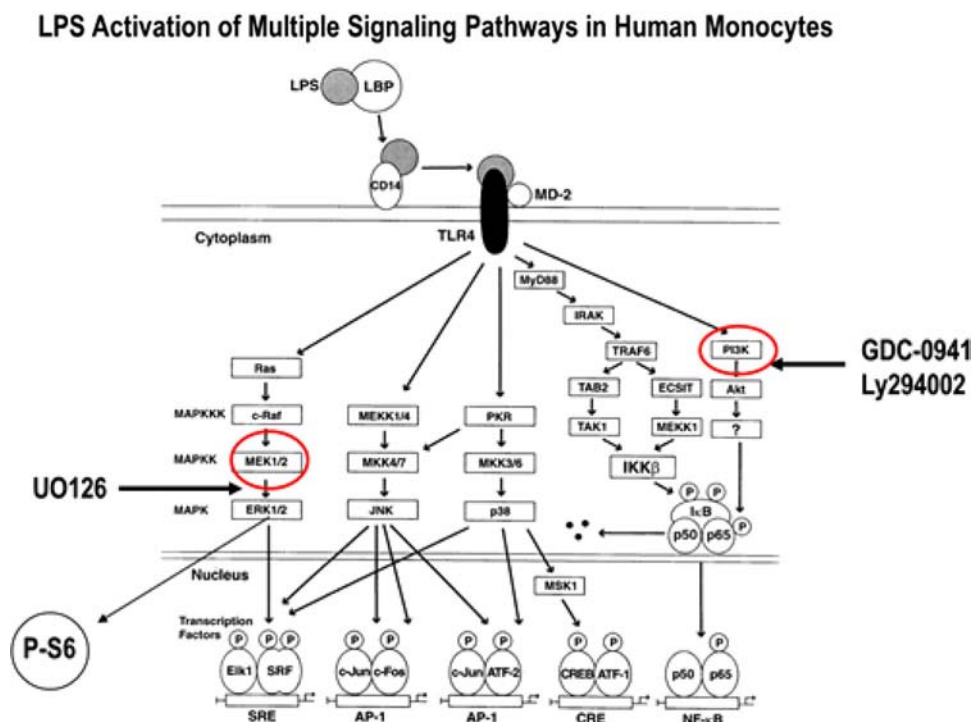 LPS Activation of Multiple Signaling Pathways in Human Monocytes
LPS
LBP
CD14
MD-2
TLR4
Cytoplasm
MyD88
IRAK
TRAF6
PI3K
GDC-0941
Ly294002
Ras
TAB2
ECSIT
Akt
MAPKKK
c-Raf
MEKK1/4
PKR
TAK1
MEKK1
?
MAPKK
MEK1/2
MKK4/7
MKK3/6
IKKβ
UO126
MAPK
ERK1/2
JNK
p38
P P
IκB
p50 p65
P
Nucleus
MSK1
P-S6
Transcription
Factors
P P P
P P
P P
P P
P
Elk1 SRF
c-Jun c-Fos
c-Jun ATF-2
CREB ATF-1
p50 p65
SRE
AP-1
AP-1
CRE
NF-κB